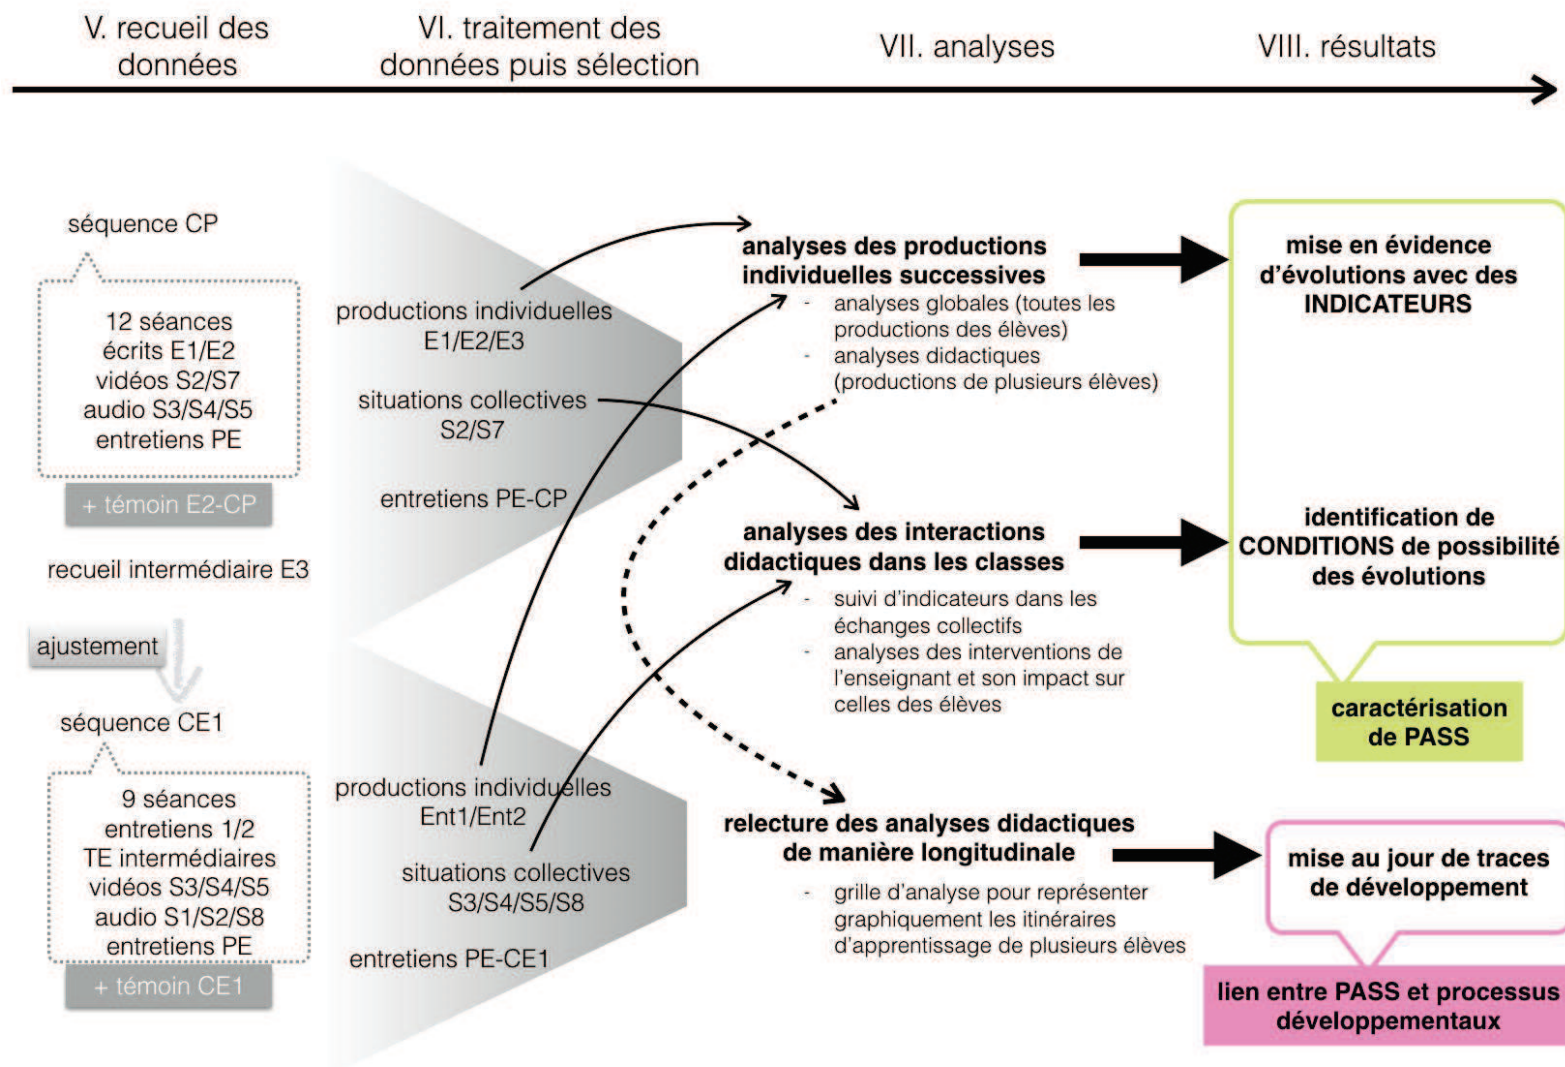 V. recueil des
données
VI. traitement des
données puis sélection
VII. analyses
VIII. résultats
séquence CP
12 séances
écrits E1/E2
vidéos S2/S7
audio S3/S4/S5
entretiens PE
+ témoin E2-CP
recueil intermédiaire E3
ajustement
séquence CE1
9 séances
entretiens 1/2
TE intermédiaires
vidéos S3/S4/S5
audio S1/S2/S8
entretiens PE
+ témoin CE1
productions individuelles
E1/E2/E3
situations collectives
S2/S7
entretiens PE-CP
productions individuelles
Ent1/Ent2
situations collectives
S3/S4/S5/S8
entretiens PE-CE1
analyses des productions
individuelles successives
- analyses globales (toutes les
productions des élèves)
- analyses didactiques
(productions de plusieurs élèves)
analyses des interactions
didactiques dans les classes
- suivi d'indicateurs dans les
échanges collectifs
- analyses des interventions de
l'enseignant et son impact sur
celles des élèves
relecture des analyses didactiques
de manière longitudinale
- grille d'analyse pour représenter
graphiquement les itinéraires
d'apprentissage de plusieurs élèves
mise en évidence
d'évolutions avec des
INDICATEURS
identification de
CONDITIONS de possibilité
des évolutions
caractérisation
de PASS
mise au jour de traces
de développement
lien entre PASS et processus
développementaux